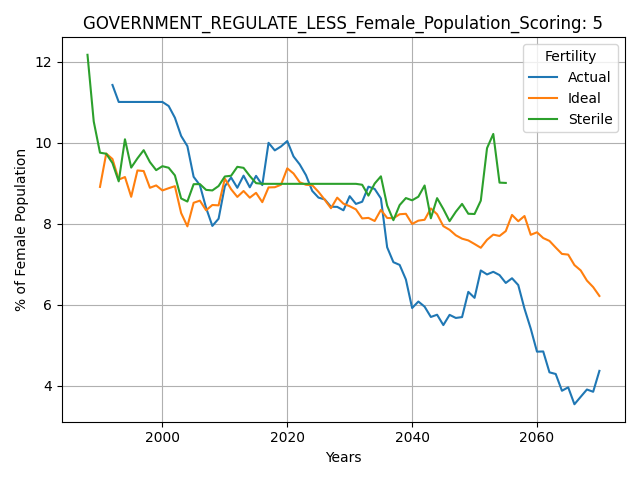 GOVERNMENT_REGULATE_LESS_Female_Population_Scoring: 5
Fertility
Actual
Ideal
Sterile
% of Female Population
12
10
8
6
4
2000
2020
2040
2060
Years